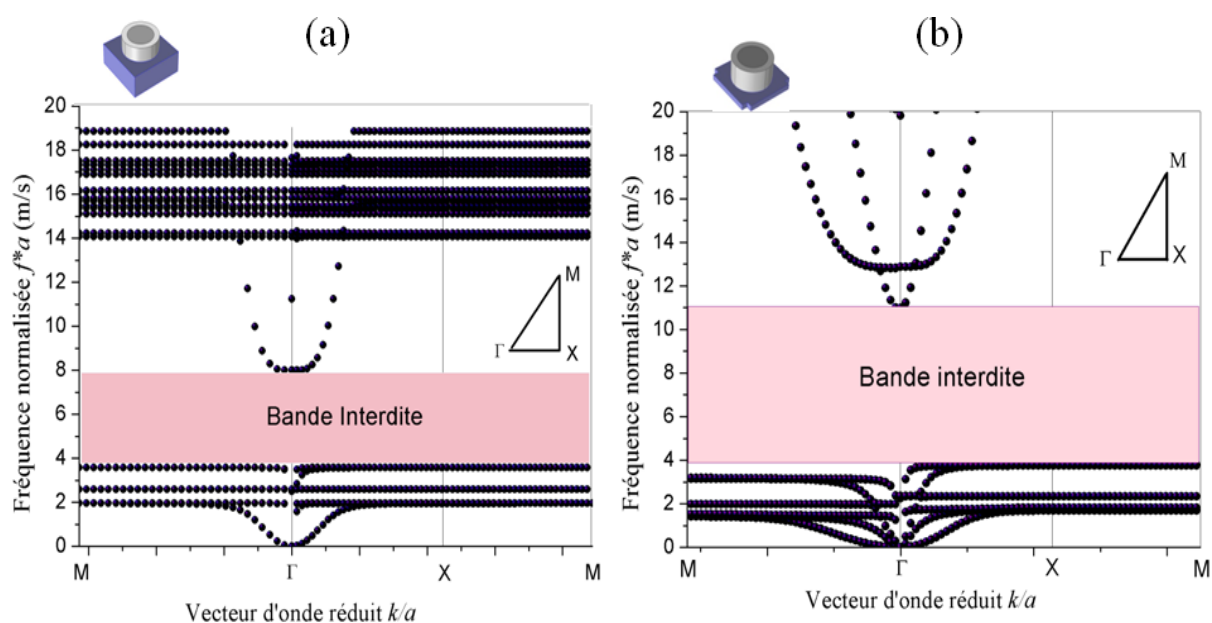 (a)
20
18
16
14
12
10
8
6
4
2
0
Fréquence normalisée f*a (m/s)
Bande Interdite
M
Γ
X
M
Γ
X
M
Vecteur d'onde réduit k/a
(b)
20
18
16
14
12
10
8
6
4
2
0
Fréquence normalisée f*a (m/s)
Bande interdite
M
Γ
X
M
Γ
X
M
Vecteur d'onde réduit k/a